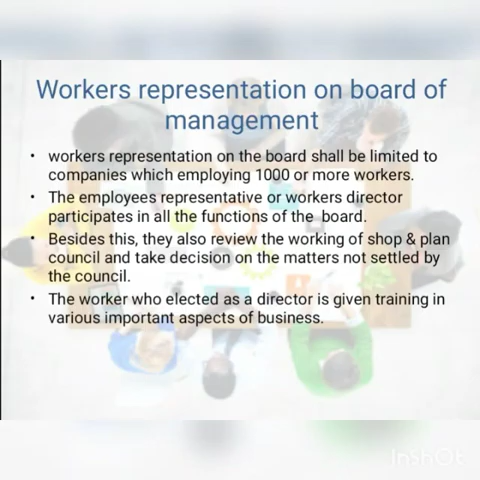 Workers representation on board of
management
• workers representation on the board shall be limited to
companies which employing 1000 or more workers.
• The employees representative or workers director
participates in all the functions of the board.
• Besides this, they also review the working of shop & plan
council and take decision on the matters not settled by
the council.
• The worker who elected as a director is given training in
various important aspects of business.
InShOt